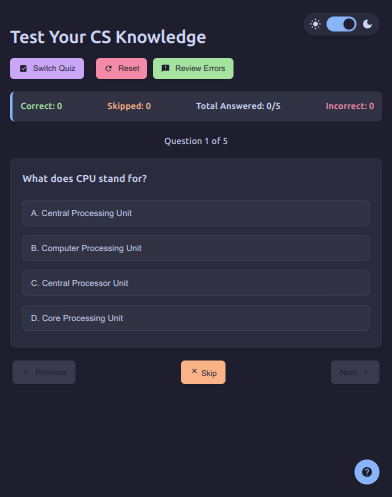 Test Your CS Knowledge
Switch Quiz
Reset
Review Errors
Correct: 0
Skipped: 0
Total Answered: 0/5
Incorrect: 0
Question 1 of 5
What does CPU stand for?
A. Central Processing Unit
B. Computer Processing Unit
C. Central Processor Unit
D. Core Processing Unit
Previous
Skip
Next